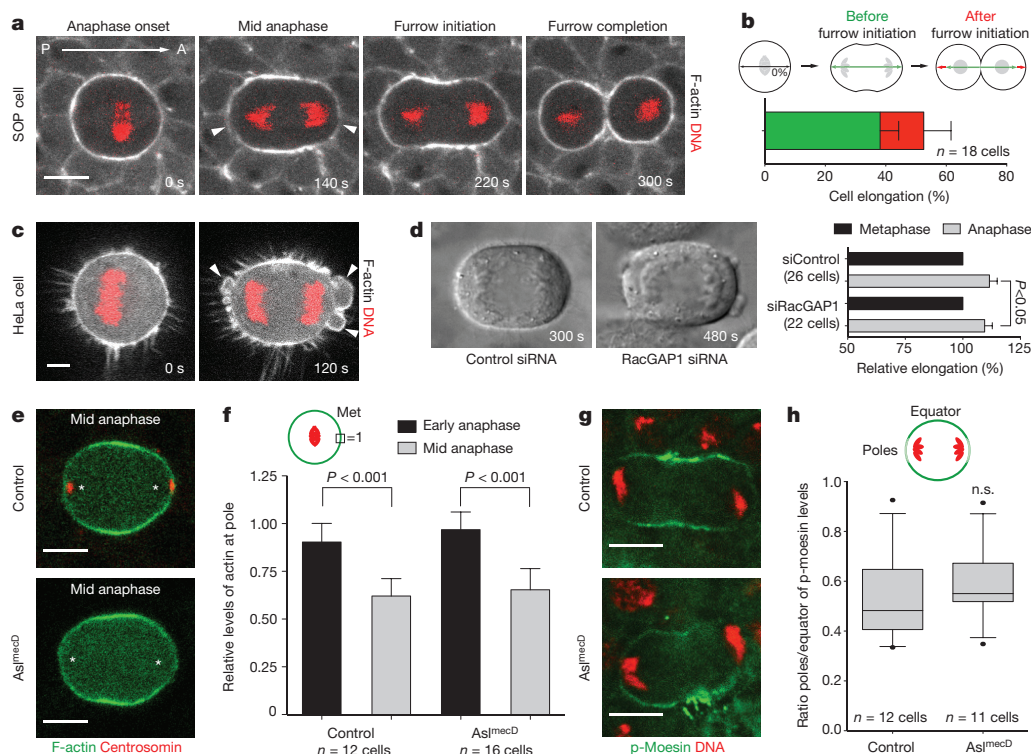 a
Anaphase onset
Mid anaphase
Furrow initiation
Furrow completion
P
A
SOP cell
0 s
140 s
220 s
300 s
F-actin DNA
b
Before
furrow initiation
After
furrow initiation
0%
n = 18 cells
0 20 40 60 80
Cell elongation (%)
c
HeLa cell
0 s
120 s
F-actin DNA
d
300 s
480 s
Control siRNA
RacGAP1 siRNA
Metaphase
Anaphase
siControl
(26 cells)
siRacGAP1
(22 cells)
P<0.05
50 75 100 125
Relative elongation (%)
e
Mid anaphase
Control
Mid anaphase
Asl^mecD
F-actin Centrosomin
f
Met
=1
Early anaphase
Mid anaphase
P < 0.001
P < 0.001
1.25
1.00
0.75
0.50
0.25
0
Relative levels of actin at pole
Control
n = 12 cells
Asl^mecD
n = 16 cells
g
Control
Asl^mecD
p-Moesin DNA
h
Equator
Poles
n.s.
1.0
0.8
0.6
0.4
0.2
0.0
Ratio poles/equator of p-moesin levels
n = 12 cells
n = 11 cells
Control
Asl^mecD